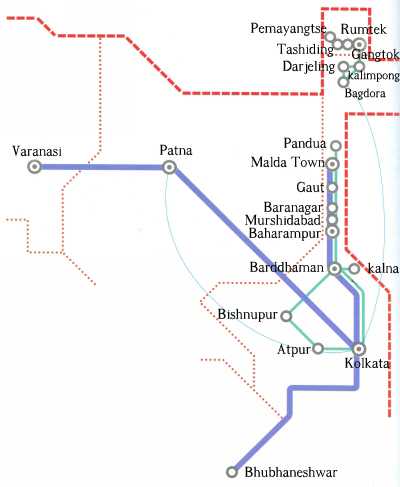 Pemayangtse
Rumtek
Tashiding
Gangtok
Darjeling
kalimpong
Bagdora
Pandua
Varanasi
Patna
Malda Town
Gaut
Baranagar
Murshidabad
Baharampur
Barddhaman
kalna
Bishnupur
Atpur
Kolkata
Bhubhaneshwar